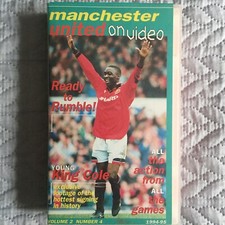 manchester
united on video
Ready
to
Rumble!
YOUNG
King Cole
exclusive
footage of the
hottest signing
in history
ALL
the
action
from
ALL
the
games
VOLUME 2 NUMBER 4
1994-95